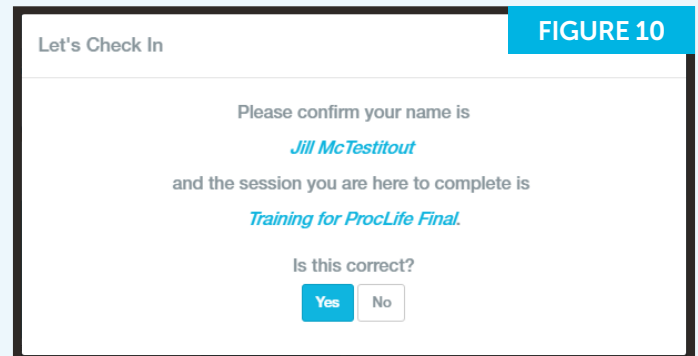 FIGURE 10
Let's Check In
Please confirm your name is
Jill McTestitout
and the session you are here to complete is
Training for ProcLife Final.
Is this correct?
Yes No